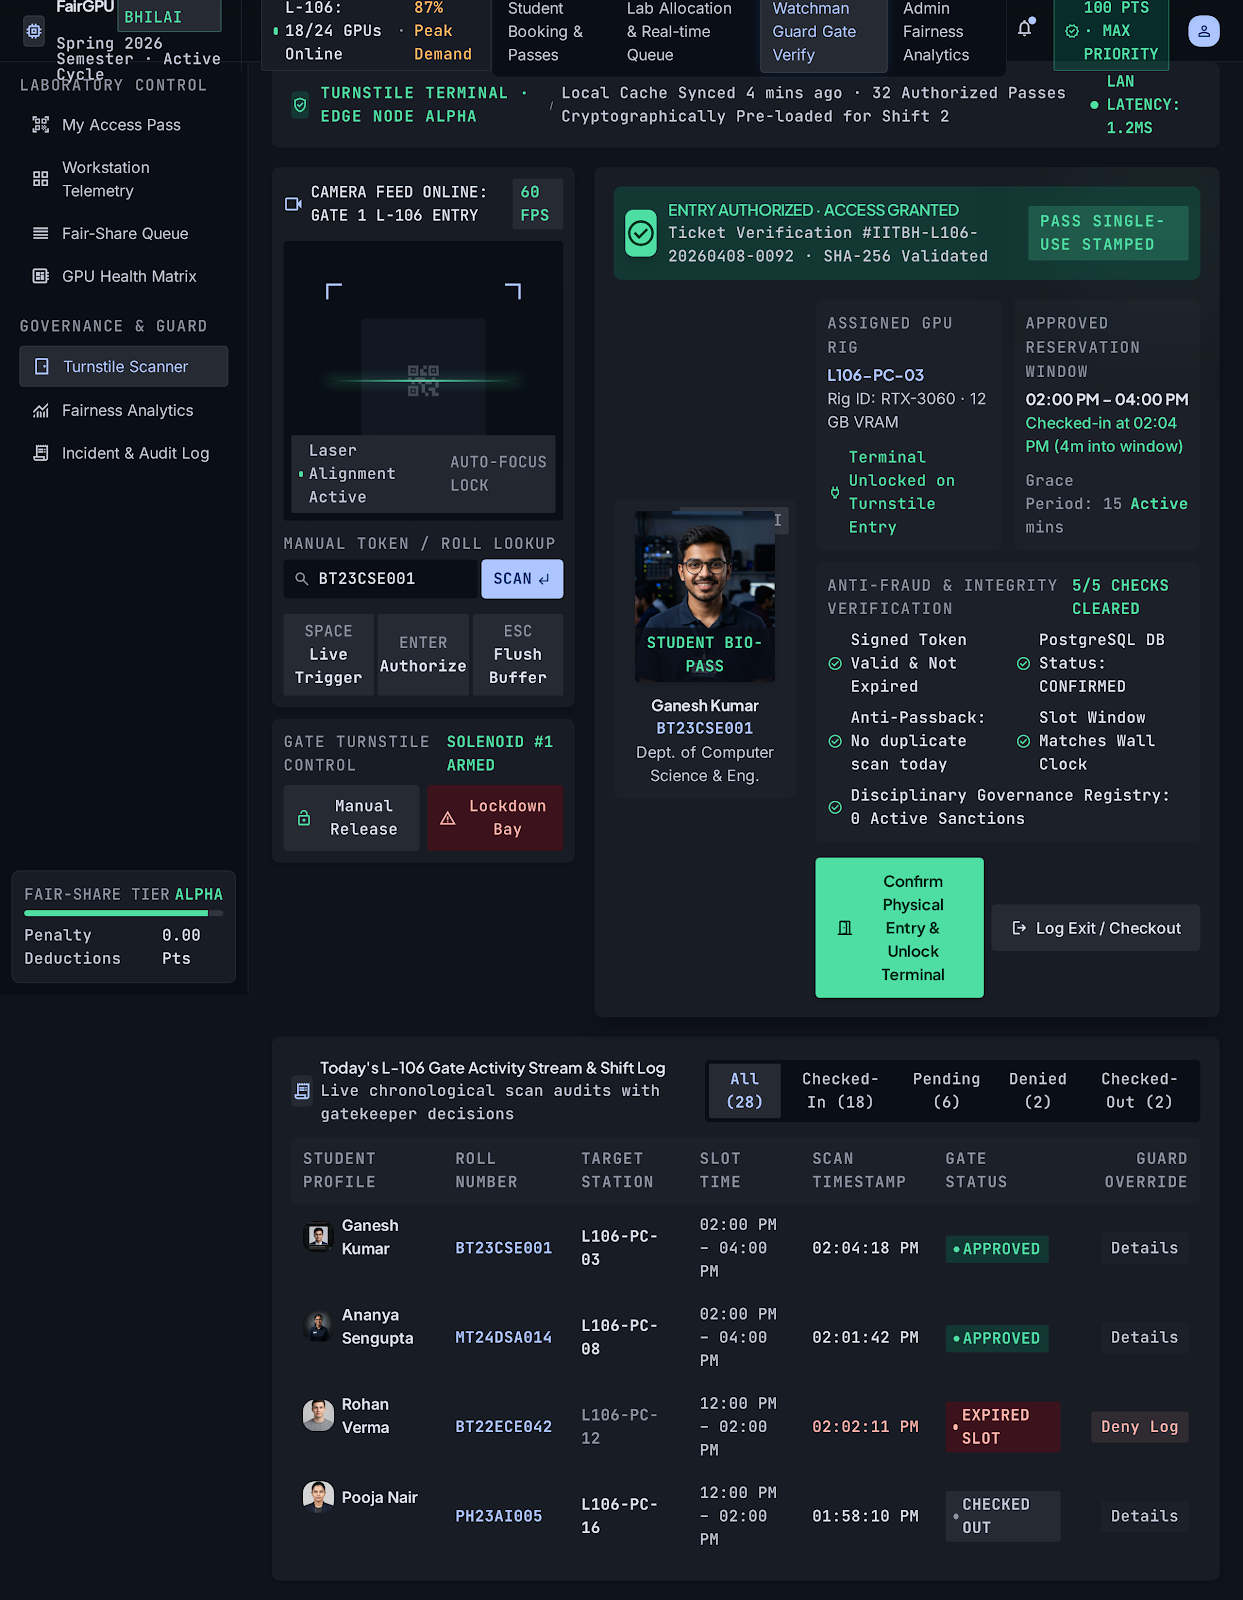 FairGPU
BHILAI
Spring 2026
Semester · Active
Cycle
L-106:
18/24 GPUs
Online
·
87%
Peak
Demand
Student
Booking &
Passes
Lab Allocation
& Real-time
Queue
Watchman
Guard Gate
Verify
Admin
Fairness
Analytics
100 PTS
· MAX
PRIORITY
LABORATORY CONTROL
My Access Pass
Workstation
Telemetry
Fair-Share Queue
GPU Health Matrix
GOVERNANCE & GUARD
Turnstile Scanner
Fairness Analytics
Incident & Audit Log
FAIR-SHARE TIER ALPHA
Penalty
Deductions
0.00
Pts
TURNSTILE TERMINAL ·
EDGE NODE ALPHA
/
Local Cache Synced 4 mins ago · 32 Authorized Passes
Cryptographically Pre-loaded for Shift 2
LAN
LATENCY:
1.2MS
CAMERA FEED ONLINE:
GATE 1 L-106 ENTRY
60
FPS
Laser
Alignment
Active
AUTO-FOCUS
LOCK
MANUAL TOKEN / ROLL LOOKUP
BT23CSE001
SCAN ↵
SPACE
Live
Trigger
ENTER
Authorize
ESC
Flush
Buffer
GATE TURNSTILE
CONTROL
SOLENOID #1
ARMED
Manual
Release
Lockdown
Bay
ENTRY AUTHORIZED · ACCESS GRANTED
Ticket Verification #IITBH-L106-
20260408-0092 · SHA-256 Validated
PASS SINGLE-
USE STAMPED
STUDENT BIO-
PASS
Ganesh Kumar
BT23CSE001
Dept. of Computer
Science & Eng.
ASSIGNED GPU
RIG
L106-PC-03
Rig ID: RTX-3060 · 12
GB VRAM
Terminal
Unlocked on
Turnstile
Entry
APPROVED
RESERVATION
WINDOW
02:00 PM – 04:00 PM
Checked-in at 02:04
PM (4m into window)
Grace
Period: 15
mins
Active
ANTI-FRAUD & INTEGRITY
VERIFICATION
5/5 CHECKS
CLEARED
Signed Token
Valid & Not
Expired
PostgreSQL DB
Status:
CONFIRMED
Anti-Passback:
No duplicate
scan today
Slot Window
Matches Wall
Clock
Disciplinary Governance Registry:
0 Active Sanctions
Confirm
Physical
Entry &
Unlock
Terminal
Log Exit / Checkout
Today's L-106 Gate Activity Stream & Shift Log
Live chronological scan audits with
gatekeeper decisions
All
(28)
Checked-
In (18)
Pending
(6)
Denied
(2)
Checked-
Out (2)
STUDENT
PROFILE
ROLL
NUMBER
TARGET
STATION
SLOT
TIME
SCAN
TIMESTAMP
GATE
STATUS
GUARD
OVERRIDE
Ganesh
Kumar
BT23CSE001
L106-PC-
03
02:00 PM
– 04:00
PM
02:04:18 PM
APPROVED
Details
Ananya
Sengupta
MT24DSA014
L106-PC-
08
02:00 PM
– 04:00
PM
02:01:42 PM
APPROVED
Details
Rohan
Verma
BT22ECE042
L106-PC-
12
12:00 PM
– 02:00
PM
02:02:11 PM
EXPIRED
SLOT
Deny Log
Pooja Nair
PH23AI005
L106-PC-
16
12:00 PM
– 02:00
PM
01:58:10 PM
CHECKED
OUT
Details